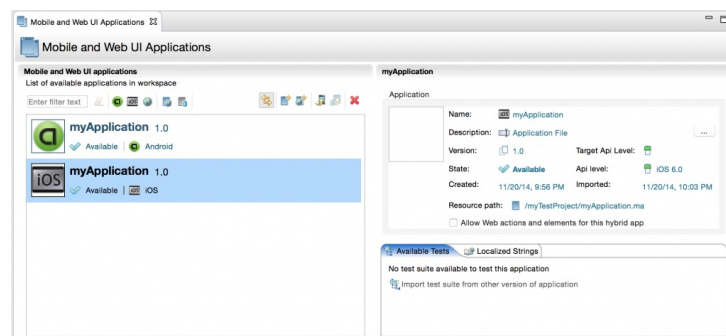 Mobile and Web UI Applications
Mobile and Web UI Applications
Mobile and Web UI applications
List of available applications in workspace
Enter filter text
iOS
myApplication 1.0
Available | Android
iOS
myApplication 1.0
Available | iOS iOS
myApplication
Application
Name: iOS myApplication
Description: Application File ...
Version: 1.0 Target Api Level:
State: Available Api level: iOS 6.0
Created: 11/20/14, 9:56 PM Imported: 11/20/14, 10:03 PM
Resource path: /myTestProject/myApplication.ma
Allow Web actions and elements for this hybrid app
Available Tests Localized Strings
No test suite available to test this application
Import test suite from other version of application